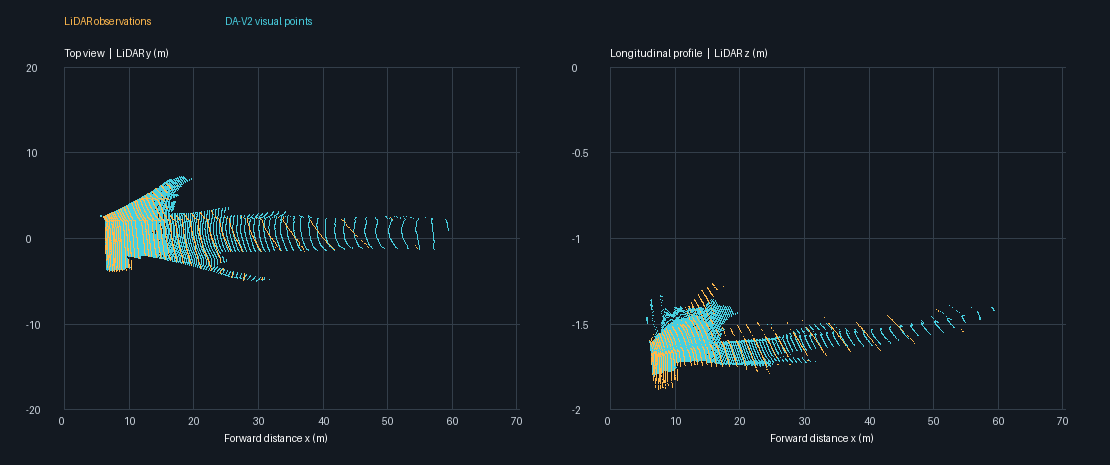 LiDAR observations DA-V2 visual points
Top view | LiDAR y (m)
20
10
0
-10
-20
0 10 20 30 40 50 60 70
Forward distance x (m)
Longitudinal profile | LiDAR z (m)
0
-0.5
-1
-1.5
-2
0 10 20 30 40 50 60 70
Forward distance x (m)